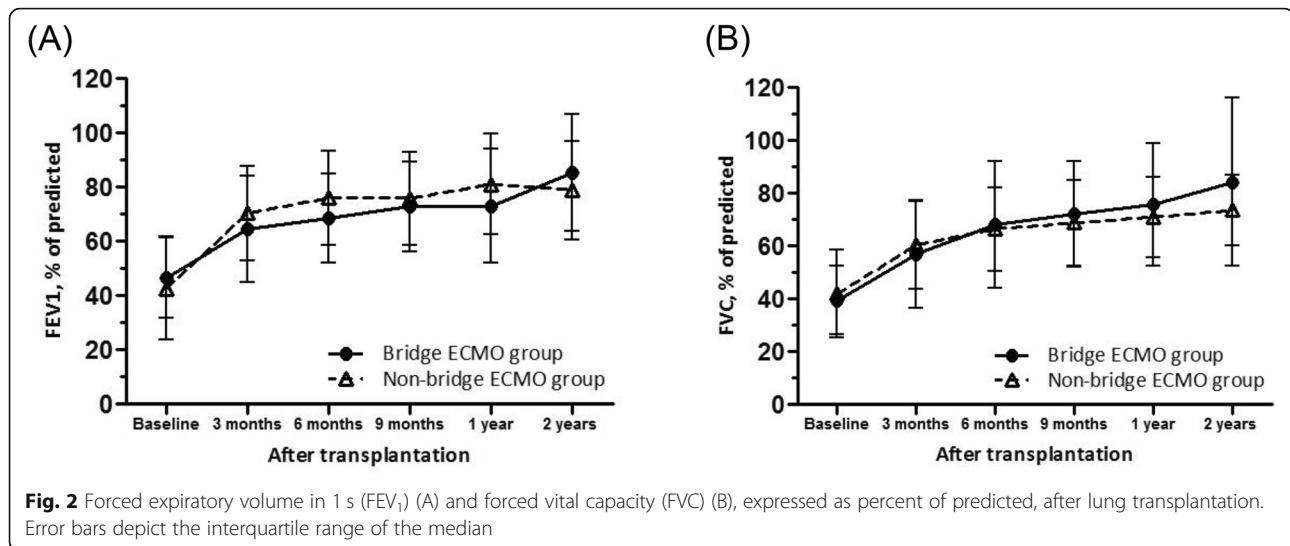 (A)
FEV1, % of predicted
120
100
80
60
40
20
0
Bridge ECMO group
Non-bridge ECMO group
Baseline 3 months 6 months 9 months 1 year 2 years
After transplantation
(B)
FVC, % of predicted
120
100
80
60
40
20
0
Bridge ECMO group
Non-bridge ECMO group
Baseline 3 months 6 months 9 months 1 year 2 years
After transplantation
Fig. 2 Forced expiratory volume in 1 s (FEV₁) (A) and forced vital capacity (FVC) (B), expressed as percent of predicted, after lung transplantation.
Error bars depict the interquartile range of the median